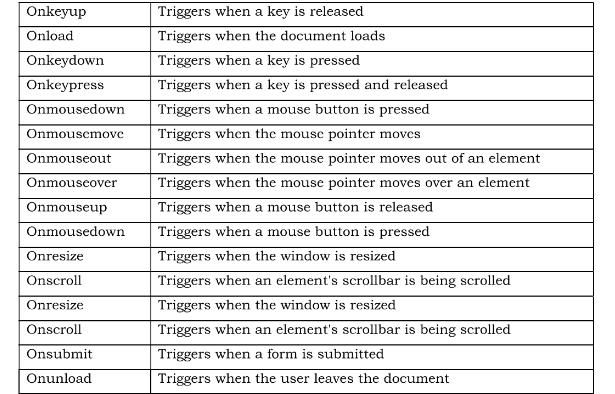 Onkeyup Triggers when a key is released
Onload Triggers when the document loads
Onkeydown Triggers when a key is pressed
Onkeypress Triggers when a key is pressed and released
Onmousedown Triggers when a mouse button is pressed
Onmousemove Triggers when the mouse pointer moves
Onmouseout Triggers when the mouse pointer moves out of an element
Onmouseover Triggers when the mouse pointer moves over an element
Onmouseup Triggers when a mouse button is released
Onmousedown Triggers when a mouse button is pressed
Onresize Triggers when the window is resized
Onscroll Triggers when an element's scrollbar is being scrolled
Onresize Triggers when the window is resized
Onscroll Triggers when an element's scrollbar is being scrolled
Onsubmit Triggers when a form is submitted
Onunload Triggers when the user leaves the document